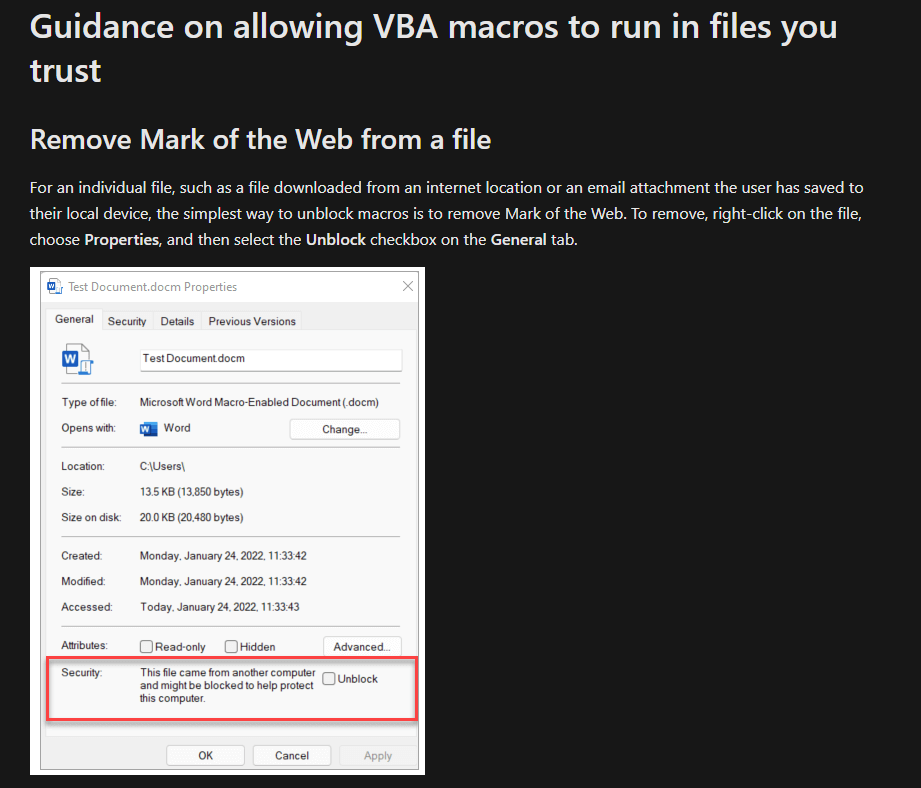 Guidance on allowing VBA macros to run in files you
trust
Remove Mark of the Web from a file
For an individual file, such as a file downloaded from an internet location or an email attachment the user has saved to
their local device, the simplest way to unblock macros is to remove Mark of the Web. To remove, right-click on the file,
choose Properties, and then select the Unblock checkbox on the General tab.
Test Document.docm Properties
General Security Details Previous Versions
Test Document.docm
Type of file: Microsoft Word Macro-Enabled Document (.docm)
Opens with: Word Change...
Location: C:\Users\
Size: 13.5 KB (13,850 bytes)
Size on disk: 20.0 KB (20,480 bytes)
Created: Monday, January 24, 2022, 11:33:42
Modified: Monday, January 24, 2022, 11:33:42
Accessed: Today, January 24, 2022, 11:33:43
Attributes: Read-only Hidden Advanced...
Security: This file came from another computer
and might be blocked to help protect
this computer.
Unblock
OK Cancel Apply